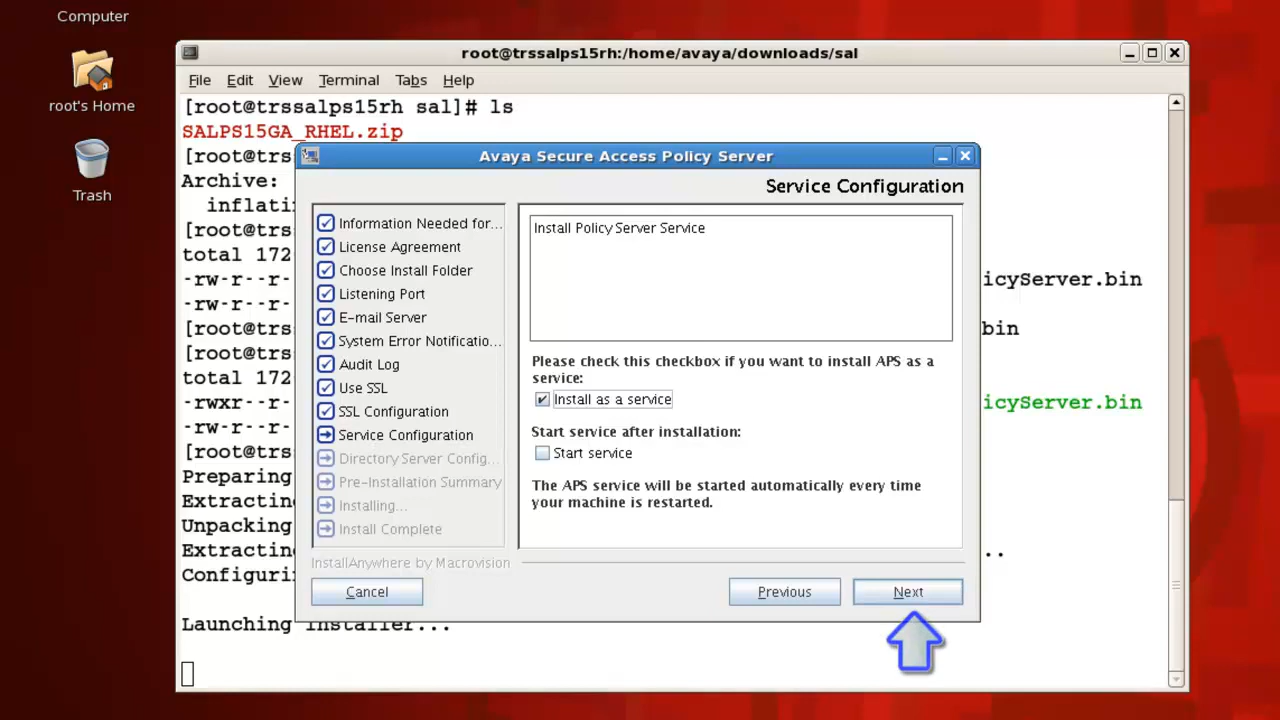 Computer
root's Home
Trash
root@trssalps15rh:/home/avaya/downloads/sal
File Edit View Terminal Tabs Help
[root@trssalps15rh sal]# ls
SALPS15GA_RHEL.zip
[root@trs
Archive:
inflati
[root@trs
total 172
-rw-r--r- icyServer.bin
-rw-r--r-
[root@trs bin
[root@trs
total 172
-rwxr--r- icyServer.bin
-rw-r--r-
[root@trs
Preparing
Extractin
Unpacking
Extractin ..
Configuri
Launching installer...
Avaya Secure Access Policy Server
Service Configuration
Information Needed for...
License Agreement
Choose Install Folder
Listening Port
E-mail Server
System Error Notificatio...
Audit Log
Use SSL
SSL Configuration
Service Configuration
Directory Server Config...
Pre-Installation Summary
Installing...
Install Complete
Install Policy Server Service
Please check this checkbox if you want to install APS as a
service:
Install as a service
Start service after installation:
Start service
The APS service will be started automatically every time
your machine is restarted.
InstallAnywhere by Macrovision
Cancel
Previous
Next